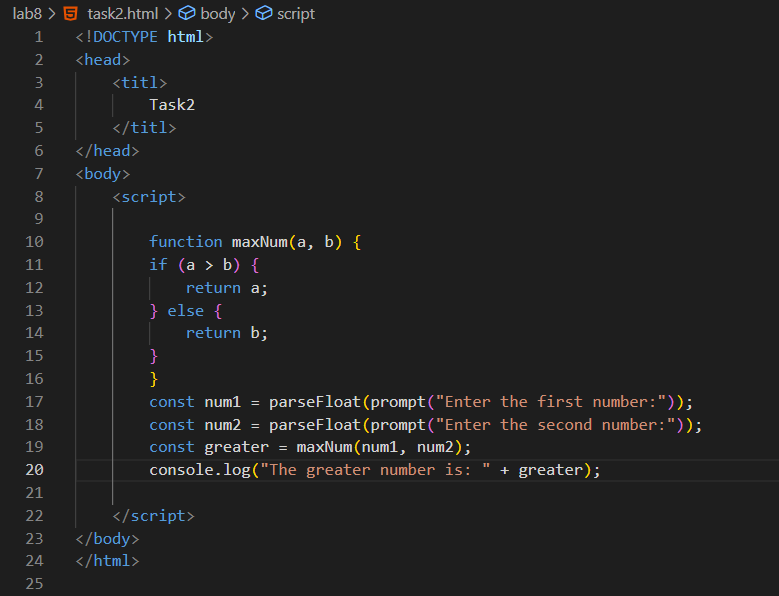 lab8 > task2.html > body > script
1 <!DOCTYPE html>
2 <head>
3     <titl>
4         Task2
5     </titl>
6 </head>
7 <body>
8     <script>
9
10         function maxNum(a, b) {
11         if (a > b) {
12             return a;
13         } else {
14             return b;
15         }
16         }
17         const num1 = parseFloat(prompt("Enter the first number:"));
18         const num2 = parseFloat(prompt("Enter the second number:"));
19         const greater = maxNum(num1, num2);
20         console.log("The greater number is: " + greater);
21
22     </script>
23 </body>
24 </html>
25